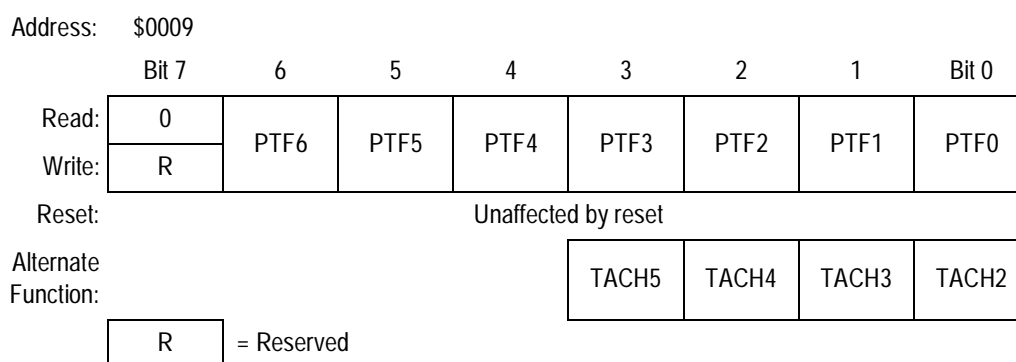 Address: $0009
Bit 7 6 5 4 3 2 1 Bit 0
Read: 0 PTF6 PTF5 PTF4 PTF3 PTF2 PTF1 PTF0
Write: R
Reset: Unaffected by reset
Alternate Function: TACH5 TACH4 TACH3 TACH2
R = Reserved